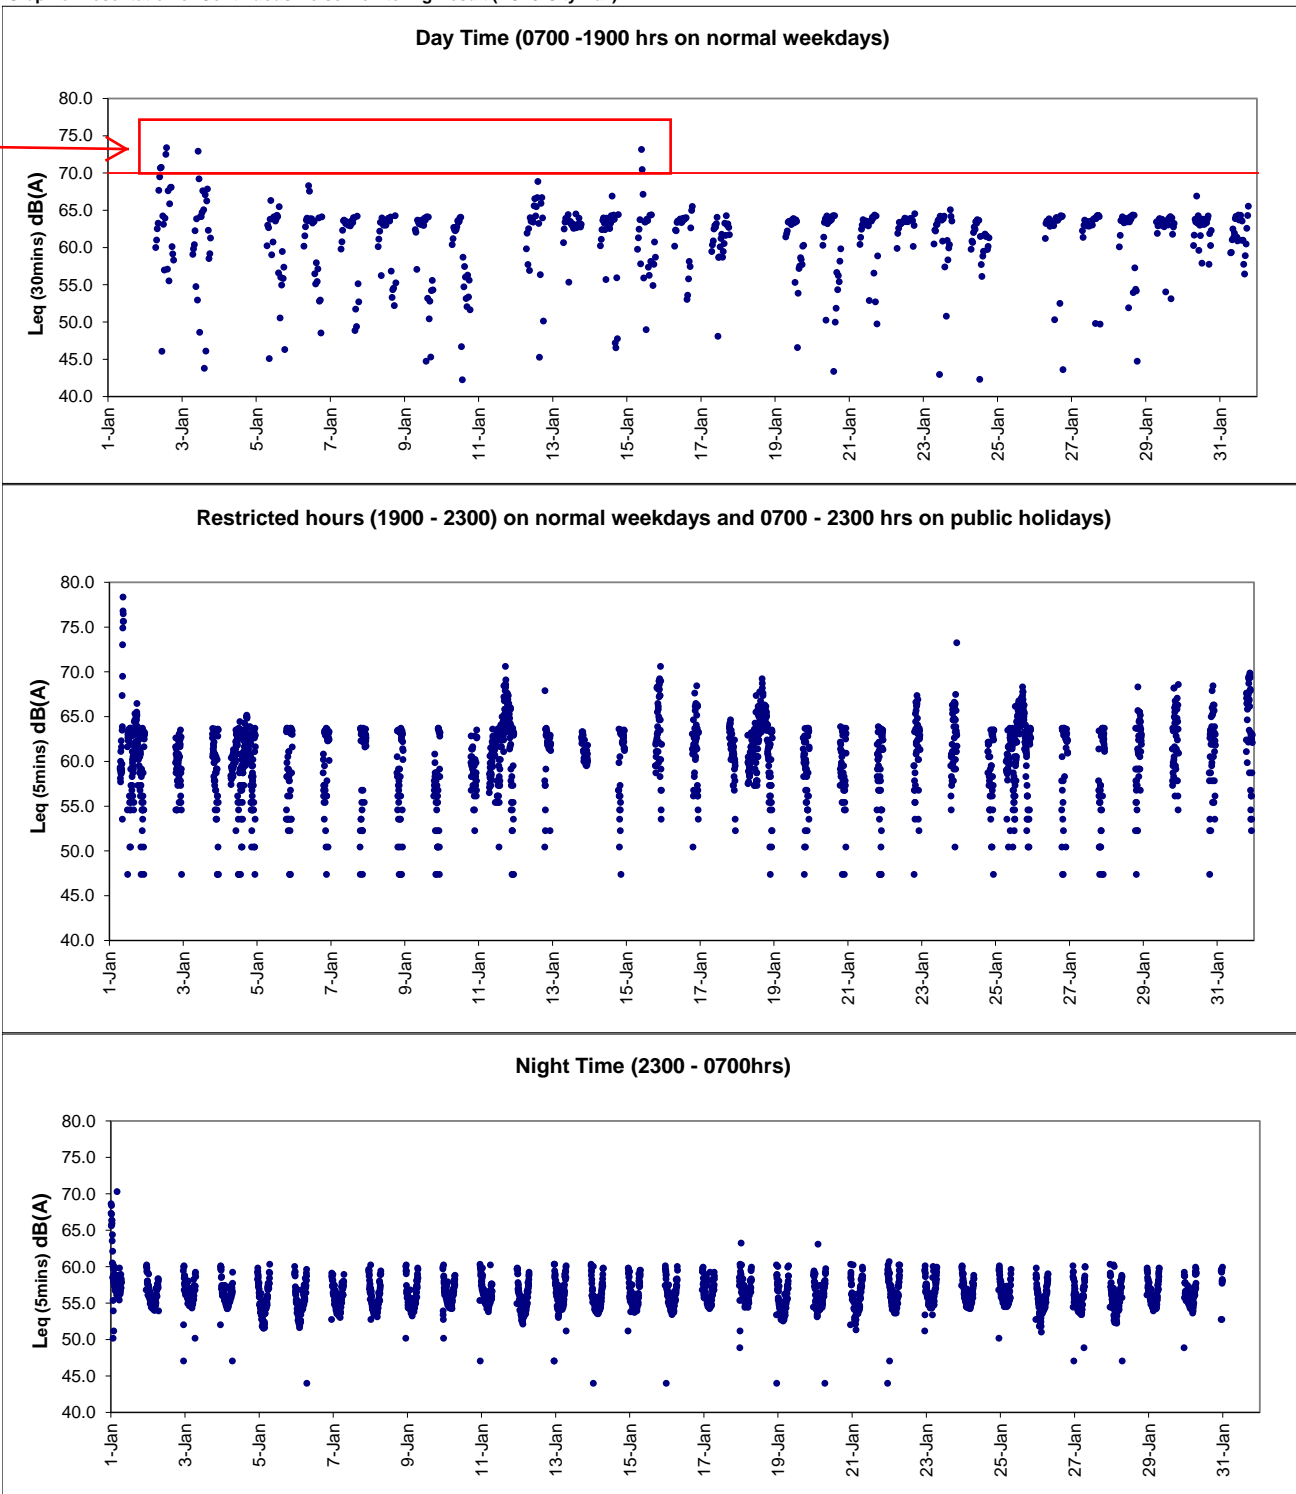 Day Time (0700 -1900 hrs on normal weekdays)
80.0
75.0
70.0
65.0
60.0
55.0
50.0
45.0
40.0
Leq (30mins) dB(A)
1-Jan
3-Jan
5-Jan
7-Jan
9-Jan
11-Jan
13-Jan
15-Jan
17-Jan
19-Jan
21-Jan
23-Jan
25-Jan
27-Jan
29-Jan
31-Jan
Restricted hours (1900 - 2300) on normal weekdays and 0700 - 2300 hrs on public holidays)
80.0
75.0
70.0
65.0
60.0
55.0
50.0
45.0
40.0
Leq (5mins) dB(A)
1-Jan
3-Jan
5-Jan
7-Jan
9-Jan
11-Jan
13-Jan
15-Jan
17-Jan
19-Jan
21-Jan
23-Jan
25-Jan
27-Jan
29-Jan
31-Jan
Night Time (2300 - 0700hrs)
80.0
75.0
70.0
65.0
60.0
55.0
50.0
45.0
40.0
Leq (5mins) dB(A)
1-Jan
3-Jan
5-Jan
7-Jan
9-Jan
11-Jan
13-Jan
15-Jan
17-Jan
19-Jan
21-Jan
23-Jan
25-Jan
27-Jan
29-Jan
31-Jan